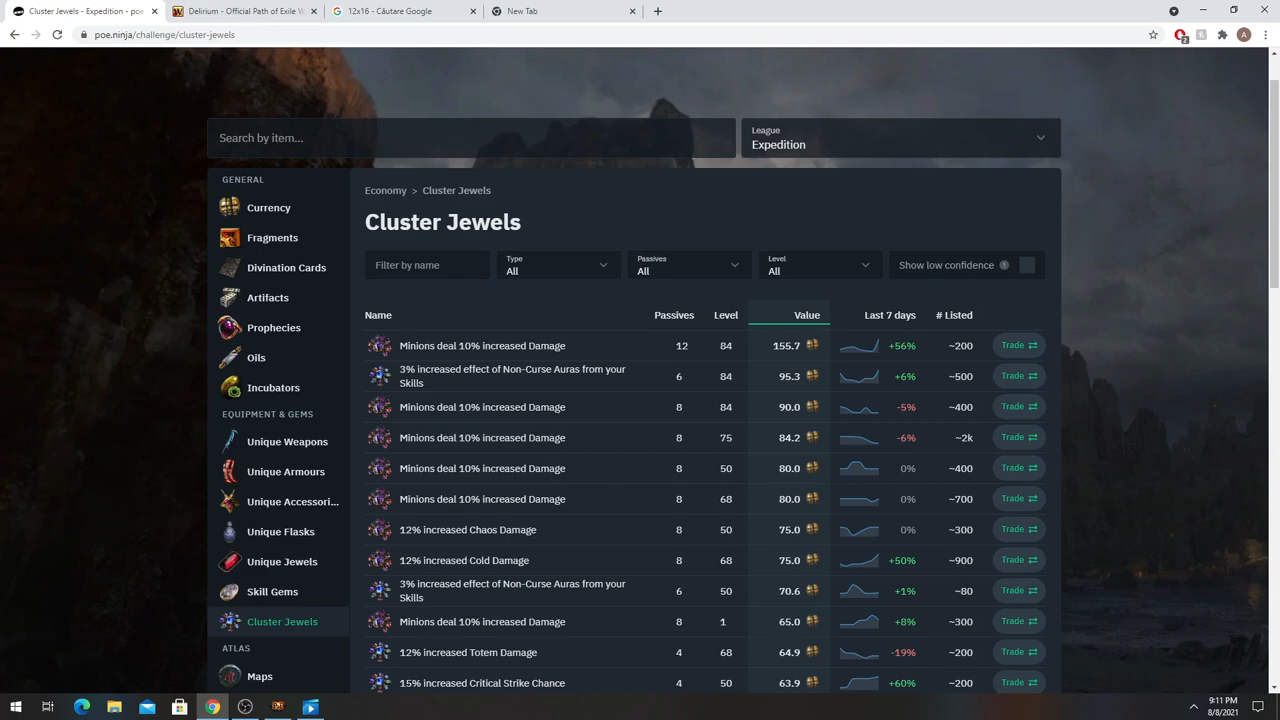 Cluster Jewels - Expedition - poe
Delirium - Official Path of Exile W
12x16 - Căutare Google
New Tab
poe.ninja/challenge/cluster-jewels
2
A
Search by item...
League
Expedition
GENERAL
Currency
Fragments
Divination Cards
Artifacts
Prophecies
Oils
Incubators
EQUIPMENT & GEMS
Unique Weapons
Unique Armours
Unique Accessori...
Unique Flasks
Unique Jewels
Skill Gems
Cluster Jewels
ATLAS
Maps
Economy > Cluster Jewels
Cluster Jewels
Filter by name
Type
All
Passives
All
Level
All
Show low confidence
Name Passives Level Value Last 7 days # Listed
Minions deal 10% increased Damage 12 84 155.7 +56% ~200 Trade
3% increased effect of Non-Curse Auras from your
Skills 6 84 95.3 +6% ~500 Trade
Minions deal 10% increased Damage 8 84 90.0 -5% ~400 Trade
Minions deal 10% increased Damage 8 75 84.2 -6% ~2k Trade
Minions deal 10% increased Damage 8 50 80.0 0% ~400 Trade
Minions deal 10% increased Damage 8 68 80.0 0% ~700 Trade
12% increased Chaos Damage 8 50 75.0 0% ~300 Trade
12% increased Cold Damage 8 68 75.0 +50% ~900 Trade
3% increased effect of Non-Curse Auras from your
Skills 6 50 70.6 +1% ~80 Trade
Minions deal 10% increased Damage 8 1 65.0 +8% ~300 Trade
12% increased Totem Damage 4 68 64.9 -19% ~200 Trade
15% increased Critical Strike Chance 4 50 63.9 +60% ~200 Trade
9:11 PM
8/8/2021